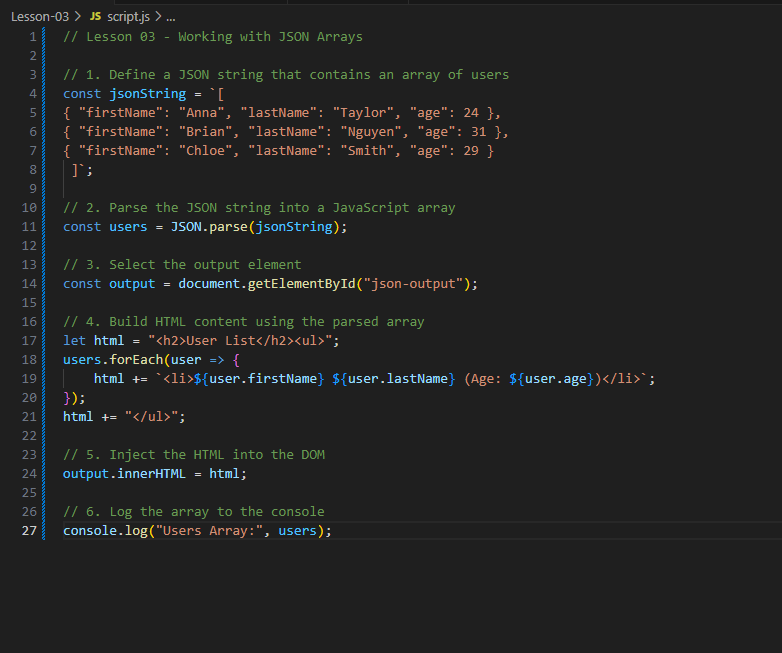 Lesson-03 > JS script.js > ...
1 // Lesson 03 - Working with JSON Arrays
2
3 // 1. Define a JSON string that contains an array of users
4 const jsonString = `[
5 { "firstName": "Anna", "lastName": "Taylor", "age": 24 },
6 { "firstName": "Brian", "lastName": "Nguyen", "age": 31 },
7 { "firstName": "Chloe", "lastName": "Smith", "age": 29 }
8  ]`;
9
10 // 2. Parse the JSON string into a JavaScript array
11 const users = JSON.parse(jsonString);
12
13 // 3. Select the output element
14 const output = document.getElementById("json-output");
15
16 // 4. Build HTML content using the parsed array
17 let html = "<h2>User List</h2><ul>";
18 users.forEach(user => {
19     html += `<li>${user.firstName} ${user.lastName} (Age: ${user.age})</li>`;
20 });
21 html += "</ul>";
22
23 // 5. Inject the HTML into the DOM
24 output.innerHTML = html;
25
26 // 6. Log the array to the console
27 console.log("Users Array:", users);